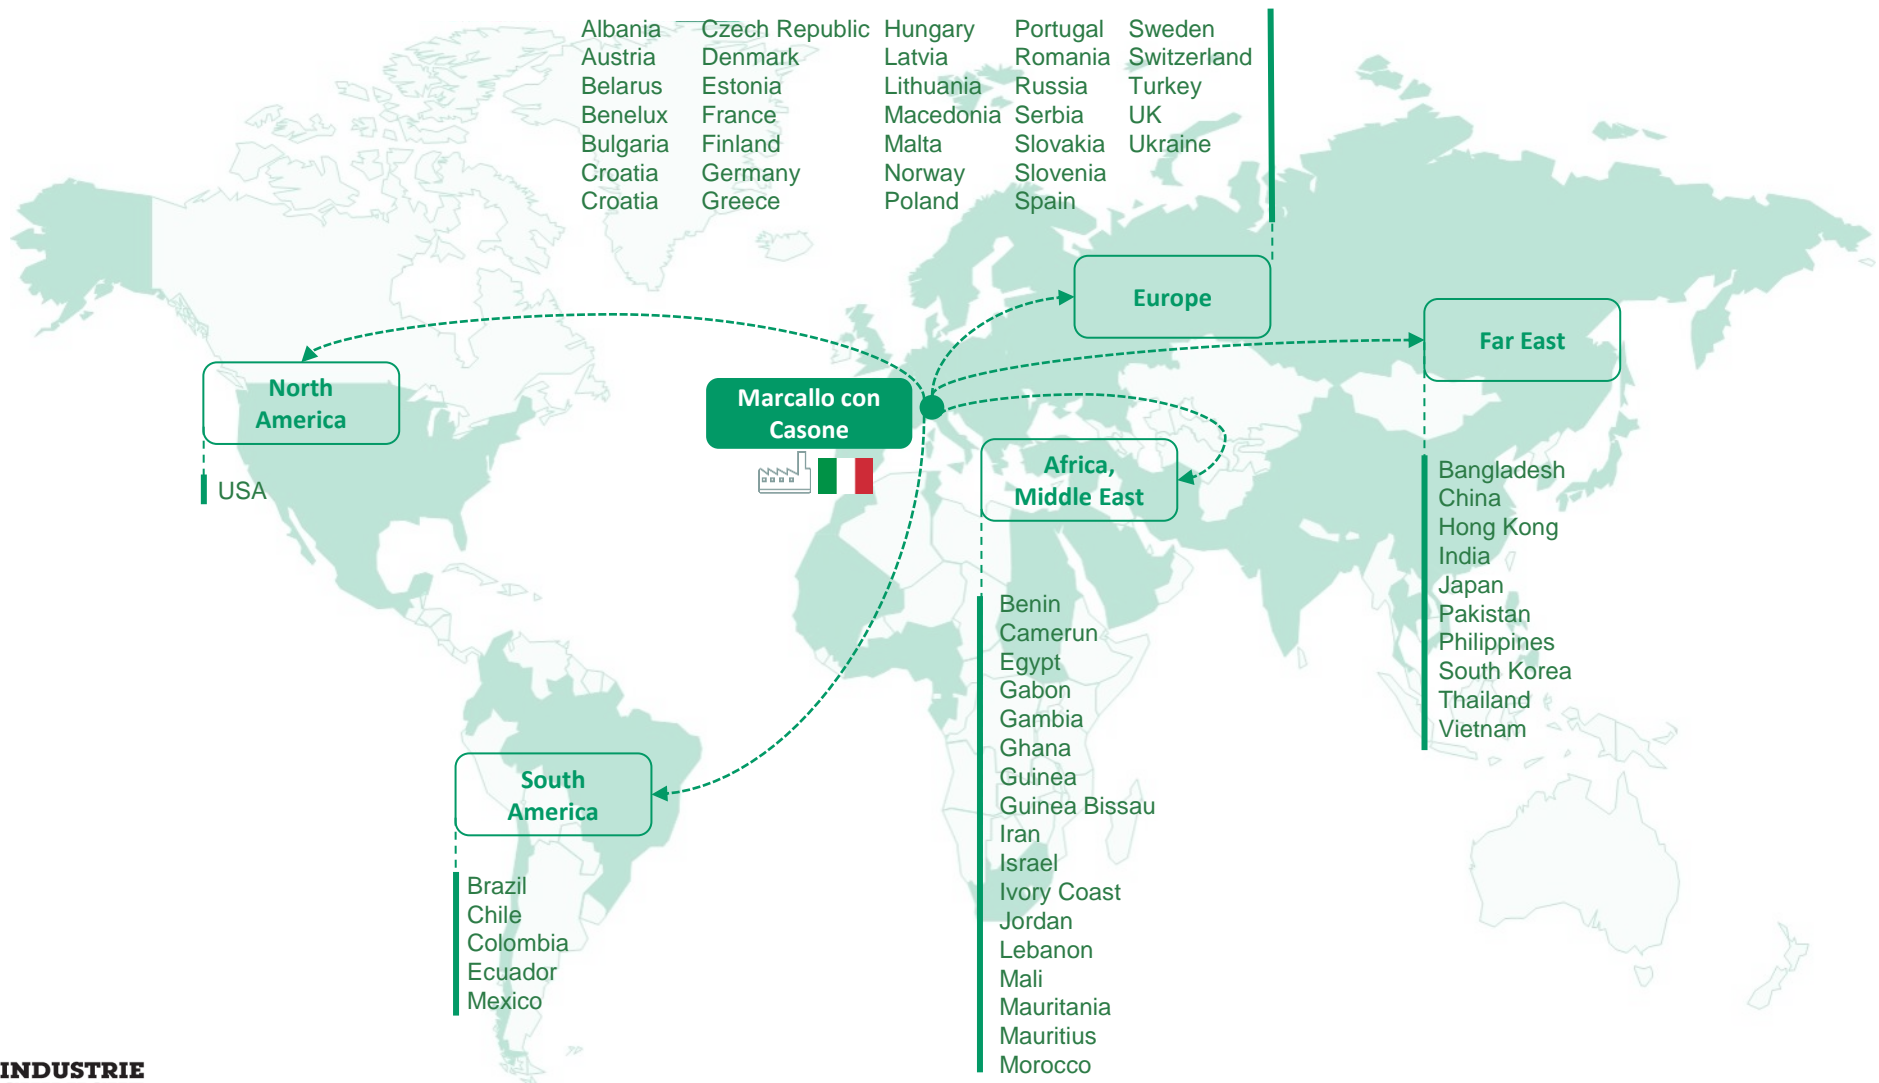 Albania
Austria
Belarus
Benelux
Bulgaria
Croatia
Croatia
Czech Republic
Denmark
Estonia
France
Finland
Germany
Greece
Hungary
Latvia
Lithuania
Macedonia
Malta
Norway
Poland
Portugal
Romania
Russia
Serbia
Slovakia
Slovenia
Spain
Sweden
Switzerland
Turkey
UK
Ukraine
Europe
Far East
North
America
Marcallo con
Casone
Africa,
Middle East
USA
Bangladesh
China
Hong Kong
India
Japan
Pakistan
Philippines
South Korea
Thailand
Vietnam
Benin
Camerun
Egypt
Gabon
Gambia
Ghana
Guinea
Guinea Bissau
Iran
Israel
Ivory Coast
Jordan
Lebanon
Mali
Mauritania
Mauritius
Morocco
South
America
Brazil
Chile
Colombia
Ecuador
Mexico
INDUSTRIE